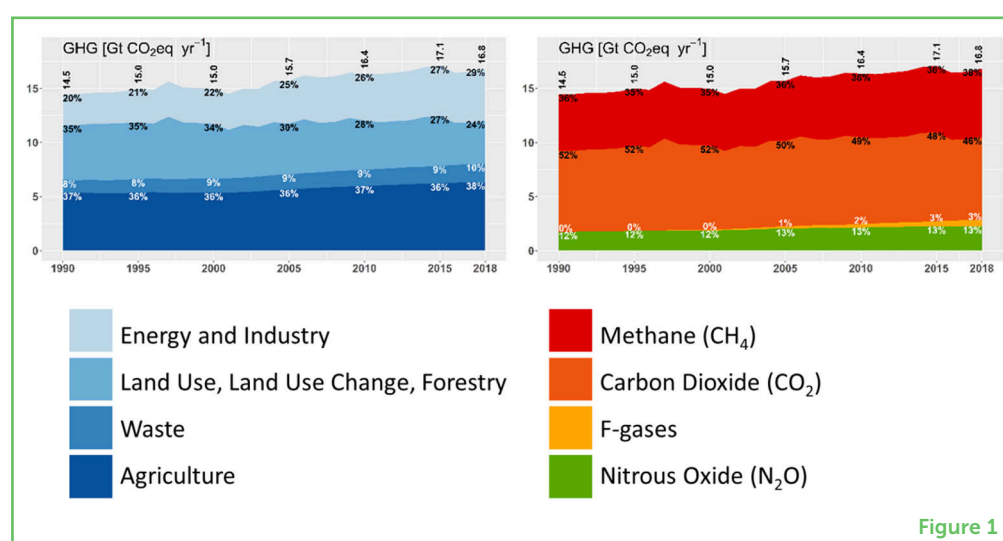 GHG [Gt CO₂eq yr⁻¹]
14.5 15.0 15.0 15.7 16.4 17.1 16.8
20% 21% 22% 25% 26% 27% 29%
35% 35% 34% 30% 28% 27% 24%
8% 8% 9% 9% 9% 9% 10%
37% 36% 36% 36% 37% 36% 38%
15
10
5
0
1990 1995 2000 2005 2010 2015 2018
GHG [Gt CO₂eq yr⁻¹]
14.5 15.0 15.0 15.7 16.4 17.1 16.8
36% 35% 35% 36% 36% 36% 38%
52% 52% 52% 50% 49% 48% 46%
0% 0% 0% 1% 2% 3% 3%
12% 12% 12% 13% 13% 13% 13%
15
10
5
0
1990 1995 2000 2005 2010 2015 2018
Energy and Industry
Land Use, Land Use Change, Forestry
Waste
Agriculture
Methane (CH₄)
Carbon Dioxide (CO₂)
F-gases
Nitrous Oxide (N₂O)
Figure 1